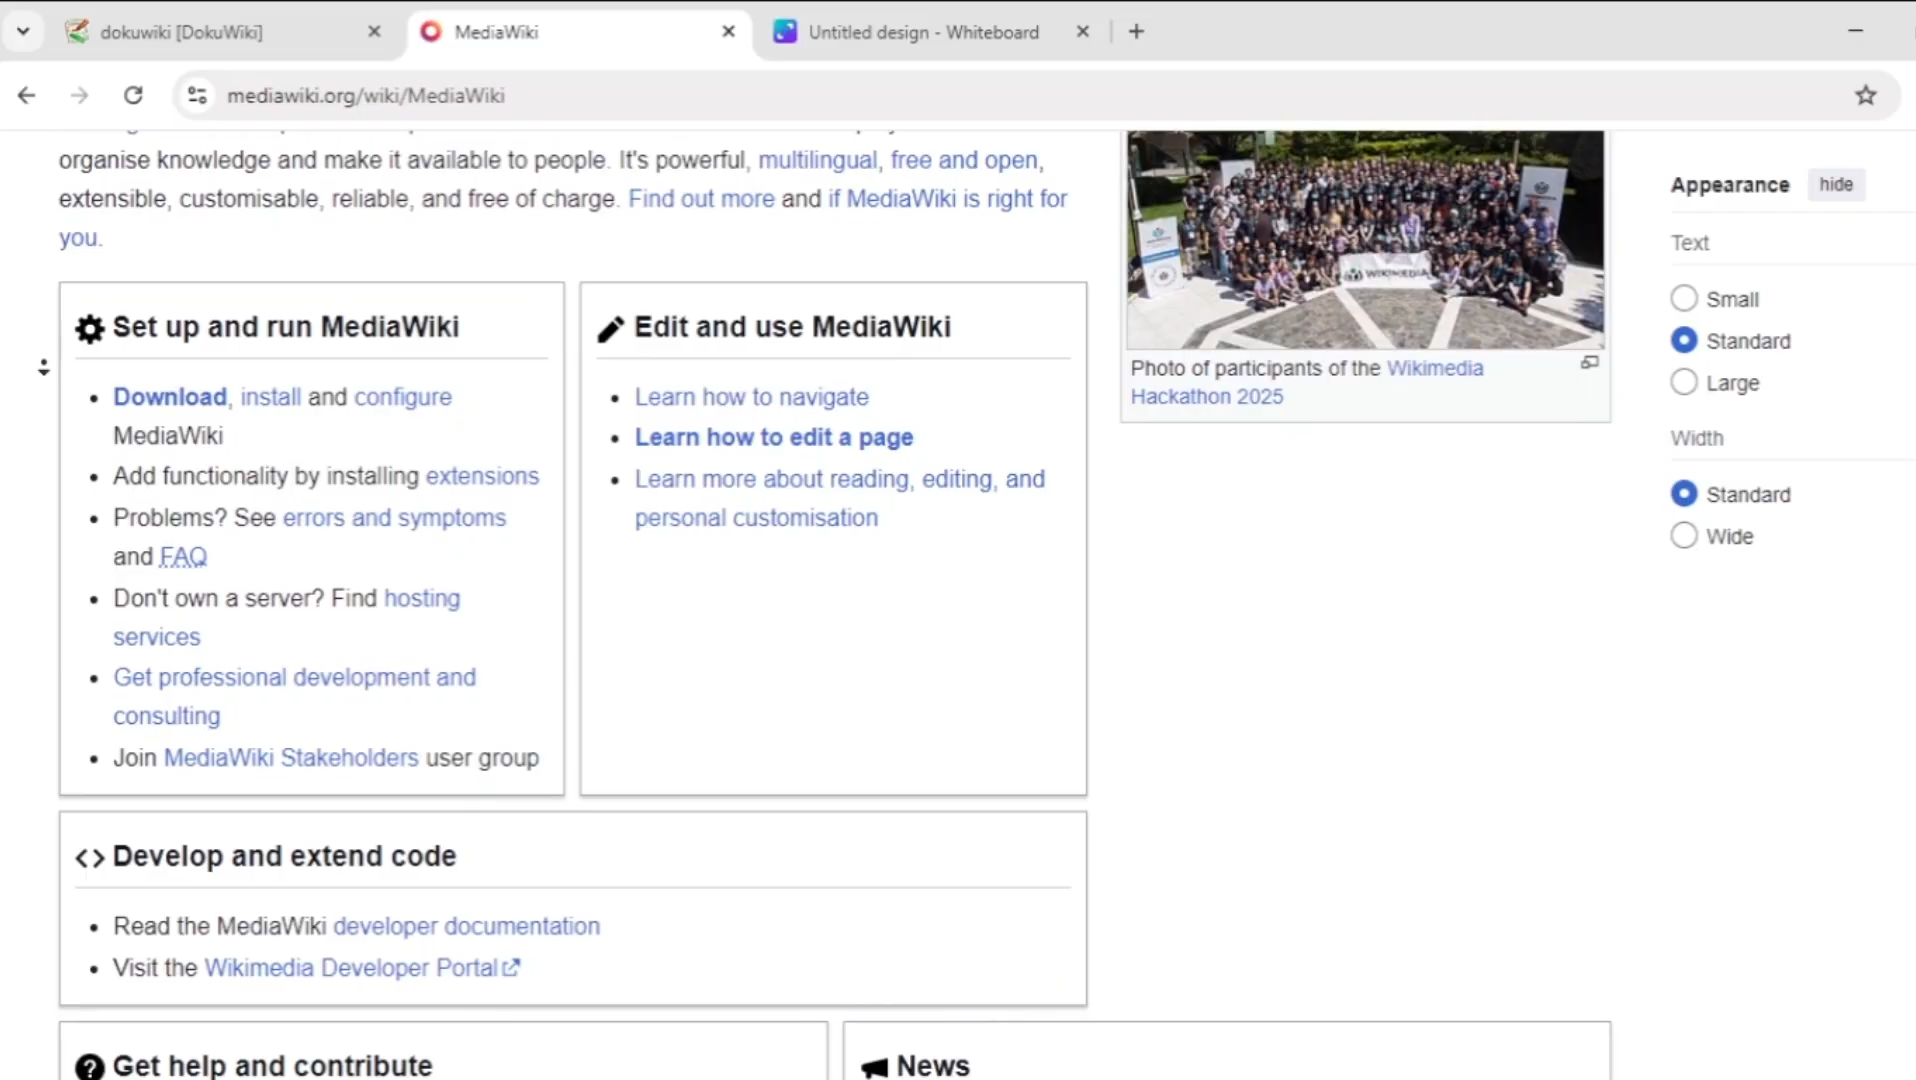 dokuwiki [DokuWiki]
MediaWiki
Untitled design - Whiteboard
mediawiki.org/wiki/MediaWiki
organise knowledge and make it available to people. It's powerful, multilingual, free and open,
extensible, customisable, reliable, and free of charge. Find out more and if MediaWiki is right for
you.
Set up and run MediaWiki
Download, install and configure
MediaWiki
Add functionality by installing extensions
Problems? See errors and symptoms
and FAQ
Don't own a server? Find hosting
services
Get professional development and
consulting
Join MediaWiki Stakeholders user group
Edit and use MediaWiki
Learn how to navigate
Learn how to edit a page
Learn more about reading, editing, and
personal customisation
WIKIMEDIA
Photo of participants of the Wikimedia
Hackathon 2025
Appearance hide
Text
Small
Standard
Large
Width
Standard
Wide
Develop and extend code
Read the MediaWiki developer documentation
Visit the Wikimedia Developer Portal
Get help and contribute
News